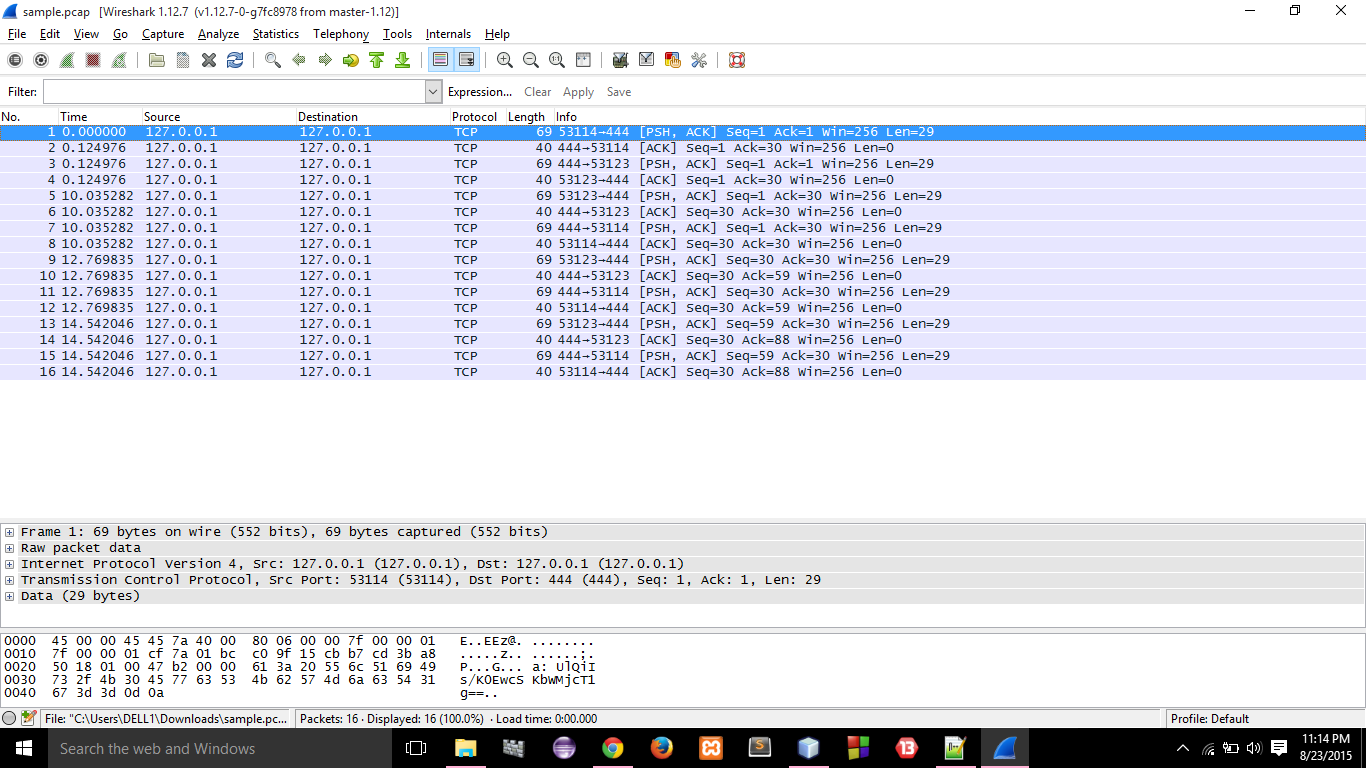 sample.pcap [Wireshark 1.12.7 (v1.12.7-0-g7fc8978 from master-1.12)]
File Edit View Go Capture Analyze Statistics Telephony Tools Internals Help
Filter: Expression... Clear Apply Save
No. Time Source Destination Protocol Length Info
1 0.000000 127.0.0.1 127.0.0.1 TCP 69 53114→444 [PSH, ACK] Seq=1 Ack=1 Win=256 Len=29
2 0.124976 127.0.0.1 127.0.0.1 TCP 40 444→53114 [ACK] Seq=1 Ack=30 Win=256 Len=0
3 0.124976 127.0.0.1 127.0.0.1 TCP 69 444→53123 [PSH, ACK] Seq=1 Ack=1 Win=256 Len=29
4 0.124976 127.0.0.1 127.0.0.1 TCP 40 53123→444 [ACK] Seq=1 Ack=30 Win=256 Len=0
5 10.035282 127.0.0.1 127.0.0.1 TCP 69 53123→444 [PSH, ACK] Seq=1 Ack=30 Win=256 Len=29
6 10.035282 127.0.0.1 127.0.0.1 TCP 40 444→53123 [ACK] Seq=30 Ack=30 Win=256 Len=0
7 10.035282 127.0.0.1 127.0.0.1 TCP 69 444→53114 [PSH, ACK] Seq=1 Ack=30 Win=256 Len=29
8 10.035282 127.0.0.1 127.0.0.1 TCP 40 53114→444 [ACK] Seq=30 Ack=30 Win=256 Len=0
9 12.769835 127.0.0.1 127.0.0.1 TCP 69 53123→444 [PSH, ACK] Seq=30 Ack=30 Win=256 Len=29
10 12.769835 127.0.0.1 127.0.0.1 TCP 40 444→53123 [ACK] Seq=30 Ack=59 Win=256 Len=0
11 12.769835 127.0.0.1 127.0.0.1 TCP 69 444→53114 [PSH, ACK] Seq=30 Ack=30 Win=256 Len=29
12 12.769835 127.0.0.1 127.0.0.1 TCP 40 53114→444 [ACK] Seq=30 Ack=59 Win=256 Len=0
13 14.542046 127.0.0.1 127.0.0.1 TCP 69 53123→444 [PSH, ACK] Seq=59 Ack=30 Win=256 Len=29
14 14.542046 127.0.0.1 127.0.0.1 TCP 40 444→53123 [ACK] Seq=30 Ack=88 Win=256 Len=0
15 14.542046 127.0.0.1 127.0.0.1 TCP 69 444→53114 [PSH, ACK] Seq=59 Ack=30 Win=256 Len=29
16 14.542046 127.0.0.1 127.0.0.1 TCP 40 53114→444 [ACK] Seq=30 Ack=88 Win=256 Len=0
Frame 1: 69 bytes on wire (552 bits), 69 bytes captured (552 bits)
Raw packet data
Internet Protocol Version 4, Src: 127.0.0.1 (127.0.0.1), Dst: 127.0.0.1 (127.0.0.1)
Transmission Control Protocol, Src Port: 53114 (53114), Dst Port: 444 (444), Seq: 1, Ack: 1, Len: 29
Data (29 bytes)
0000 45 00 00 45 45 7a 40 00 80 06 00 00 7f 00 00 01 E..EEz@. ........
0010 7f 00 00 01 cf 7a 01 bc c0 9f 15 cb b7 cd 3b a8 .....z.. ......;.
0020 50 18 01 00 47 b2 00 00 61 3a 20 55 6c 51 69 49 P...G... a: UlQiI
0030 73 2f 4b 30 45 77 63 53 4b 62 57 4d 6a 63 54 31 s/K0EwcS KbWMjcT1
0040 67 3d 3d 0d 0a g==..
File: "C:\Users\DELL1\Downloads\sample.pc... Packets: 16 · Displayed: 16 (100.0%) · Load time: 0:00.000 Profile: Default
Search the web and Windows
11:14 PM
8/23/2015